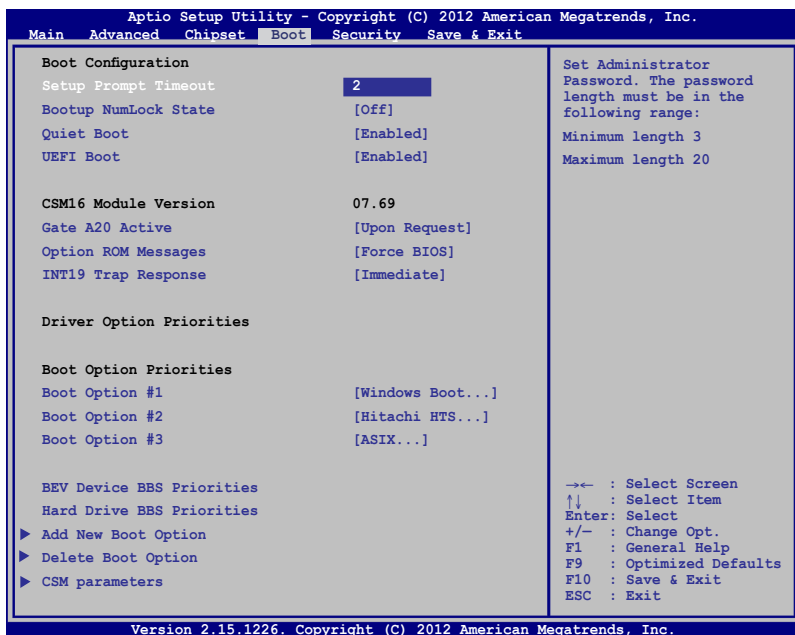 Aptio Setup Utility - Copyright (C) 2012 American Megatrends, Inc.
Main Advanced Chipset Boot Security Save & Exit
Boot Configuration
Setup Prompt Timeout 2
Bootup NumLock State [Off]
Quiet Boot [Enabled]
UEFI Boot [Enabled]
CSM16 Module Version 07.69
Gate A20 Active [Upon Request]
Option ROM Messages [Force BIOS]
INT19 Trap Response [Immediate]
Driver Option Priorities
Boot Option Priorities
Boot Option #1 [Windows Boot...]
Boot Option #2 [Hitachi HTS...]
Boot Option #3 [ASIX...]
BEV Device BBS Priorities
Hard Drive BBS Priorities
▶ Add New Boot Option
▶ Delete Boot Option
▶ CSM parameters
Set Administrator
Password. The password
length must be in the
following range:
Minimum length 3
Maximum length 20
→← : Select Screen
↑↓ : Select Item
Enter: Select
+/— : Change Opt.
F1 : General Help
F9 : Optimized Defaults
F10 : Save & Exit
ESC : Exit
Version 2.15.1226. Copyright (C) 2012 American Megatrends, Inc.